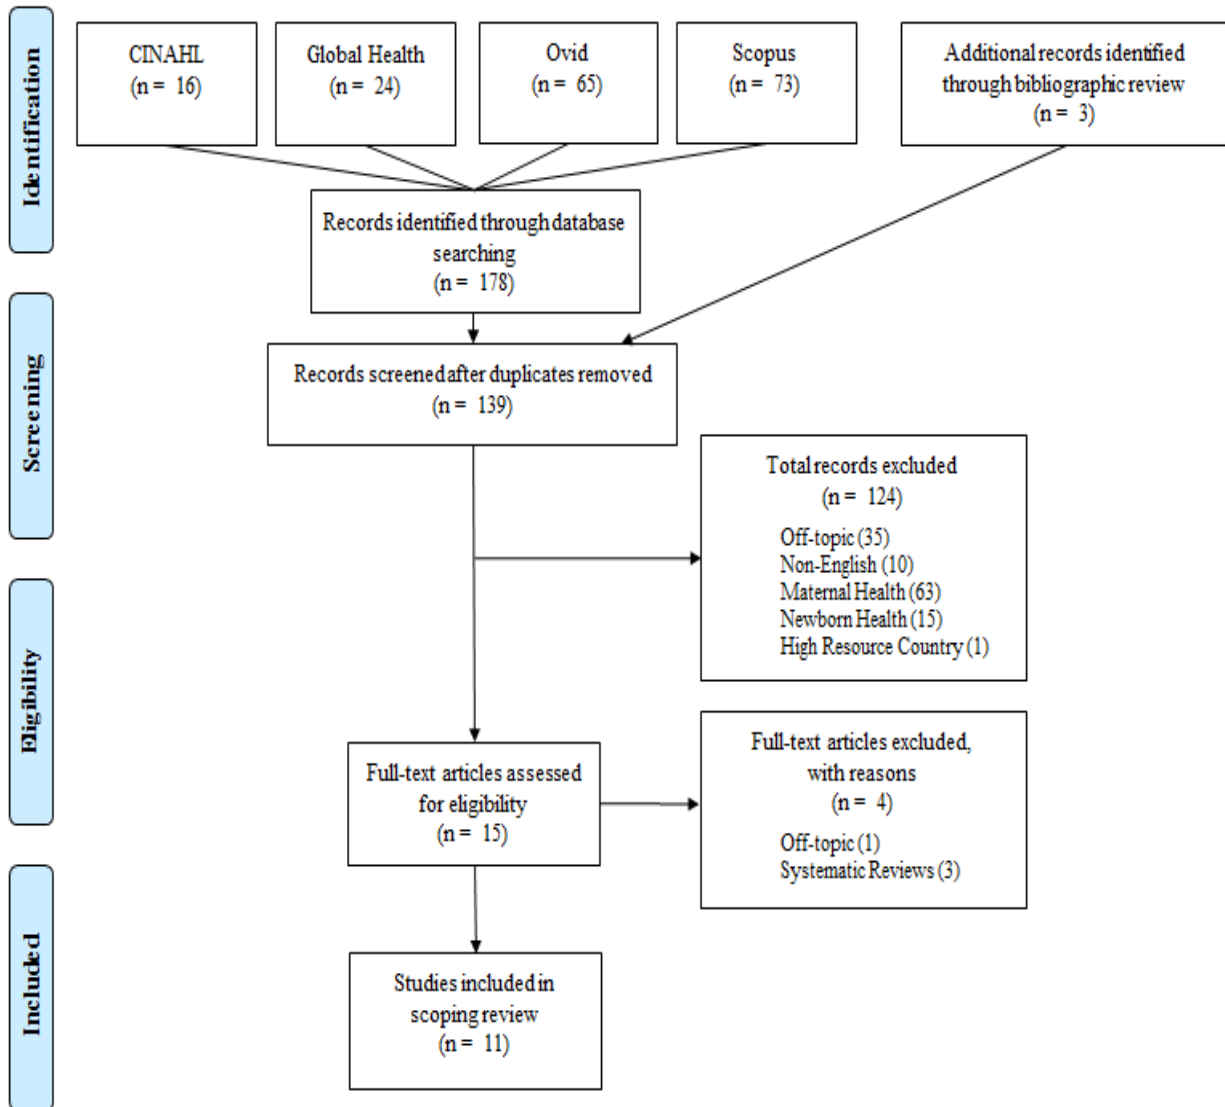 Identification
CINAHL
(n = 16)
Global Health
(n = 24)
Ovid
(n = 65)
Scopus
(n = 73)
Additional records identified
through bibliographic review
(n = 3)
Records identified through database
searching
(n = 178)
Screening
Records screened after duplicates removed
(n = 139)
Total records excluded
(n = 124)
Off-topic (35)
Non-English (10)
Maternal Health (63)
Newborn Health (15)
High Resource Country (1)
Eligibility
Full-text articles assessed
for eligibility
(n = 15)
Full-text articles excluded,
with reasons
(n = 4)
Off-topic (1)
Systematic Reviews (3)
Included
Studies included in
scoping review
(n = 11)